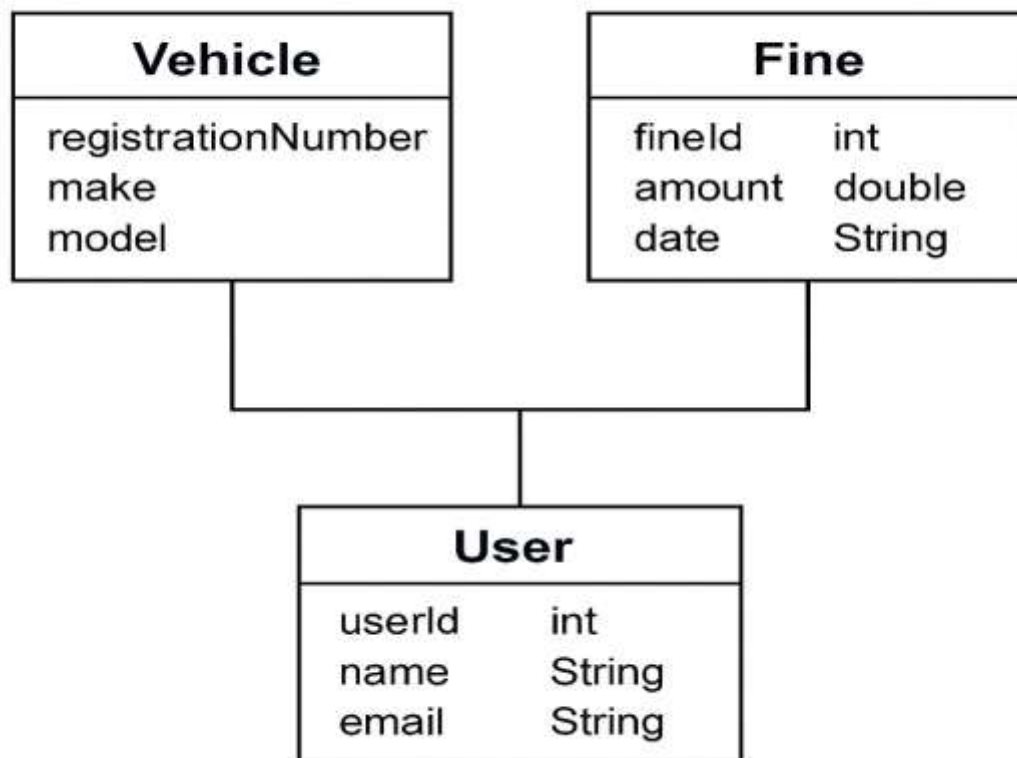 Vehicle
registrationNumber
make
model
Fine
fineId int
amount double
date String
User
userId int
name String
email String